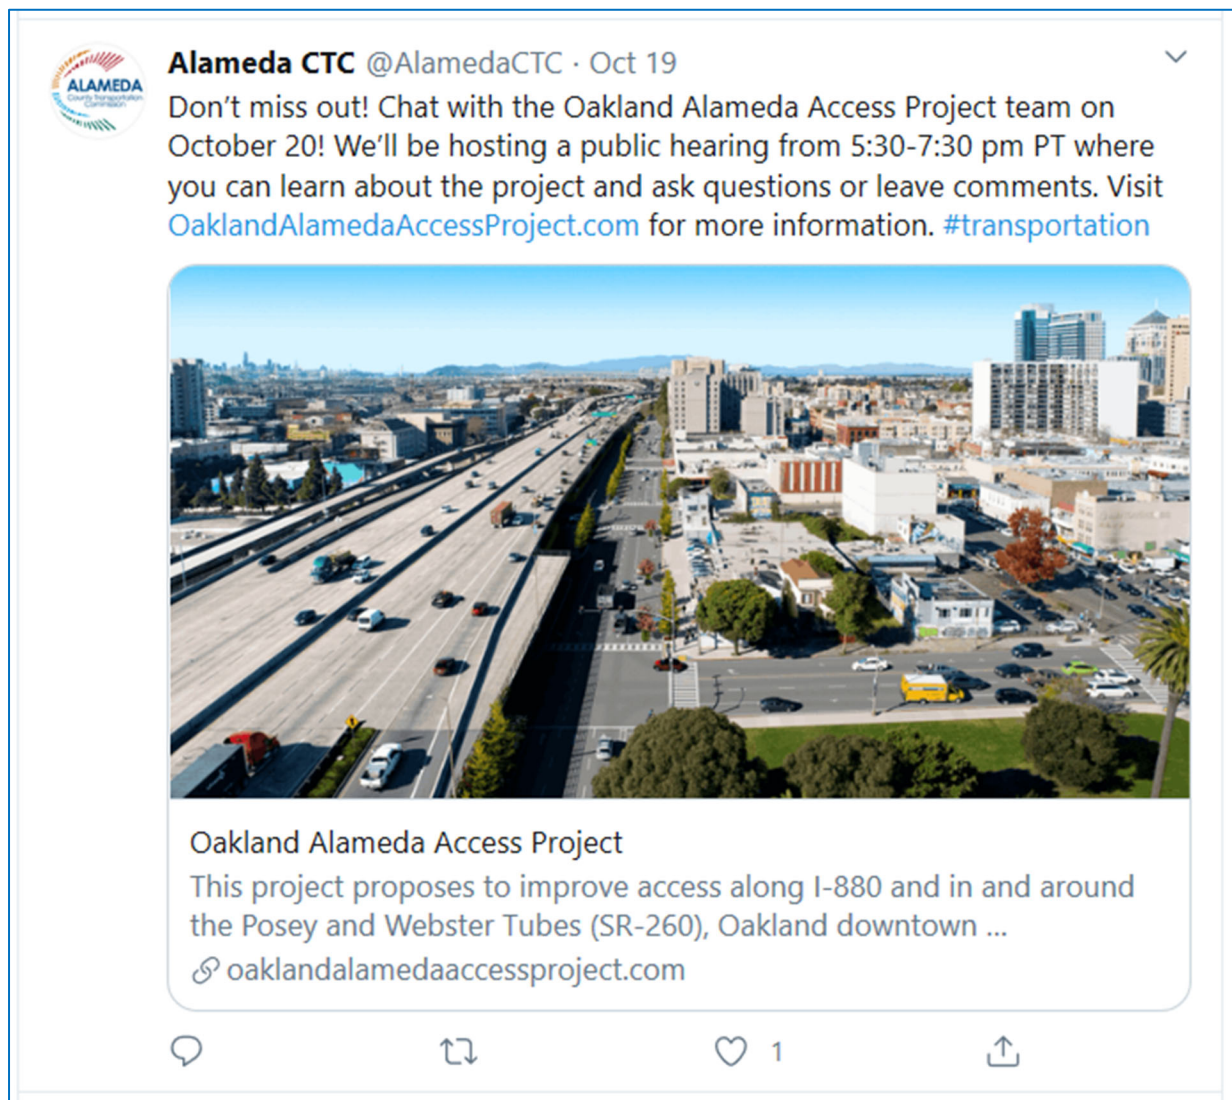 ALAMEDA
County Transportation
Commission
Alameda CTC @AlamedaCTC · Oct 19
Don’t miss out! Chat with the Oakland Alameda Access Project team on
October 20! We’ll be hosting a public hearing from 5:30-7:30 pm PT where
you can learn about the project and ask questions or leave comments. Visit
OaklandAlamedaAccessProject.com for more information. #transportation
Oakland Alameda Access Project
This project proposes to improve access along I-880 and in and around
the Posey and Webster Tubes (SR-260), Oakland downtown ...
oaklandalamedaaccessproject.com
1